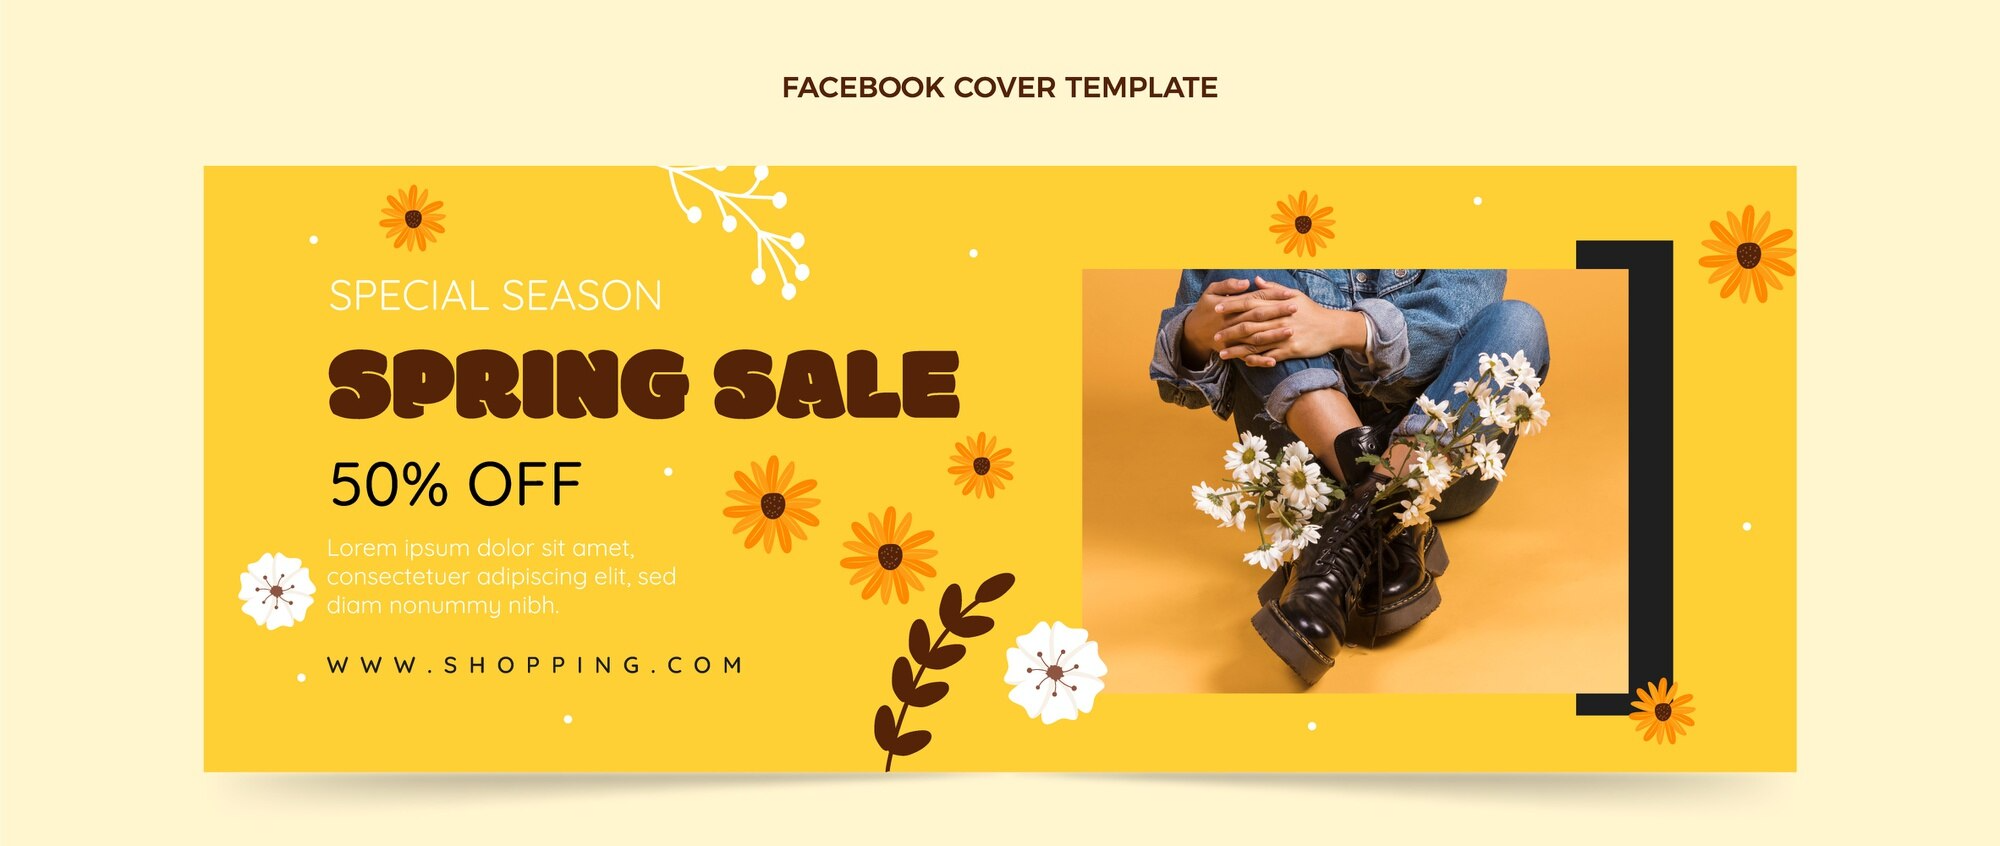 FACEBOOK COVER TEMPLATE
SPECIAL SEASON
SPRING SALE
50% OFF
Lorem ipsum dolor sit amet,
consectetuer adipiscing elit, sed
diam nonummy nibh.
WWW.SHOPPING.COM